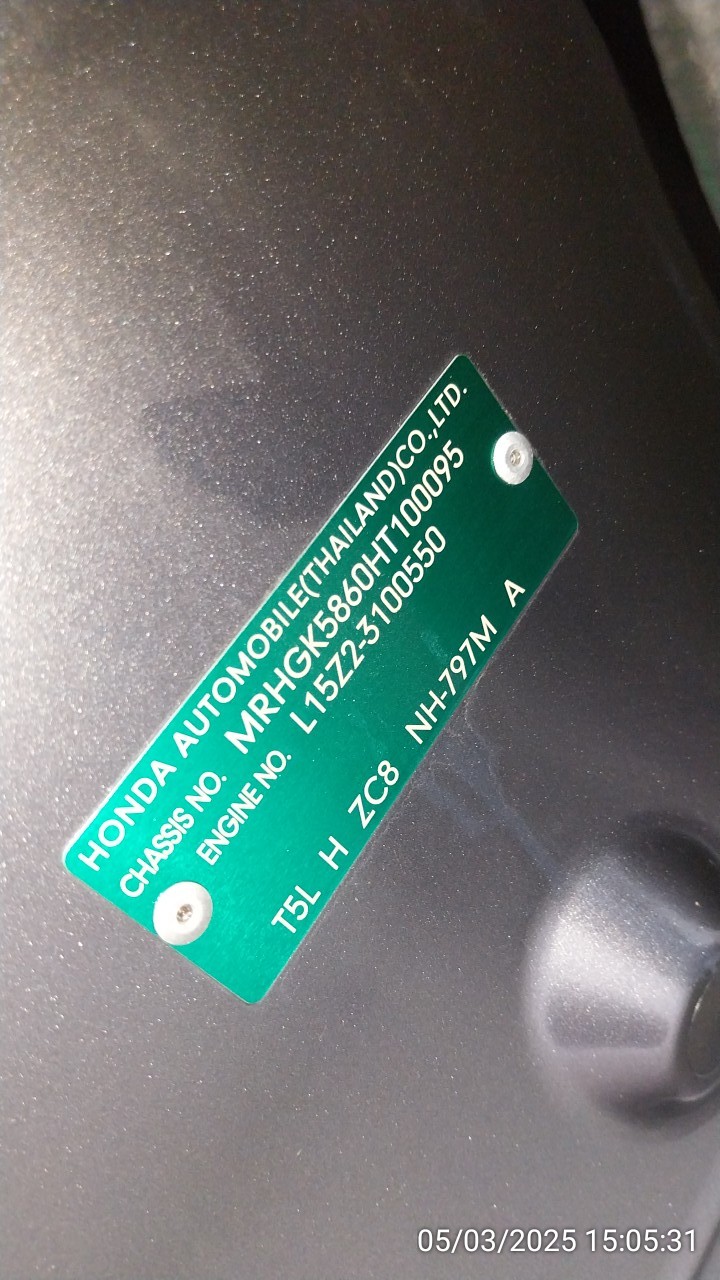 HONDA AUTOMOBILE(THAILAND)CO.,LTD.
CHASSIS NO. MRHGK5860HT100095
ENGINE NO. L15Z2-3100550
T5L H ZC8 NH-797M A
05/03/2025 15:05:31